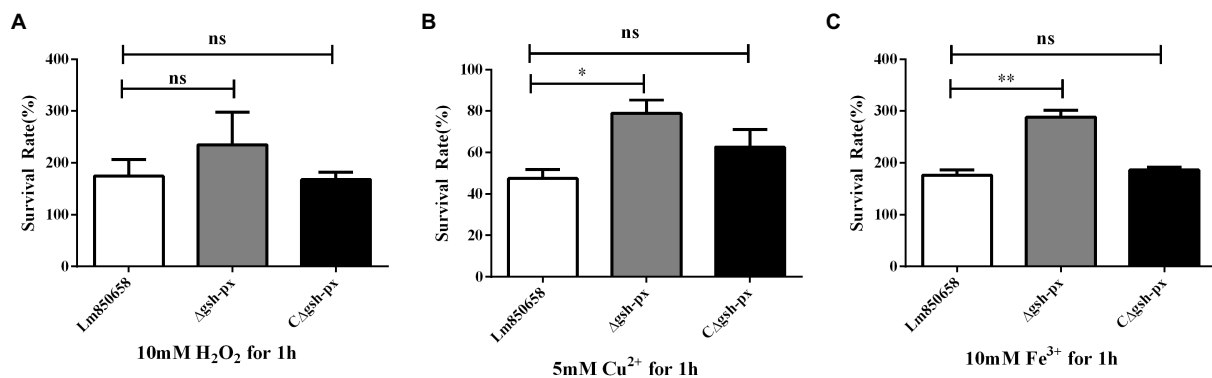 A
ns
ns
Survival Rate(%)
400
300
200
100
0
Lm850658
Δgsh-px
CΔgsh-px
10mM H₂O₂ for 1h
B
ns
*
Survival Rate(%)
100
80
60
40
20
0
Lm850658
Δgsh-px
CΔgsh-px
5mM Cu²⁺ for 1h
C
ns
**
Survival Rate(%)
400
300
200
100
0
Lm850658
Δgsh-px
CΔgsh-px
10mM Fe³⁺ for 1h